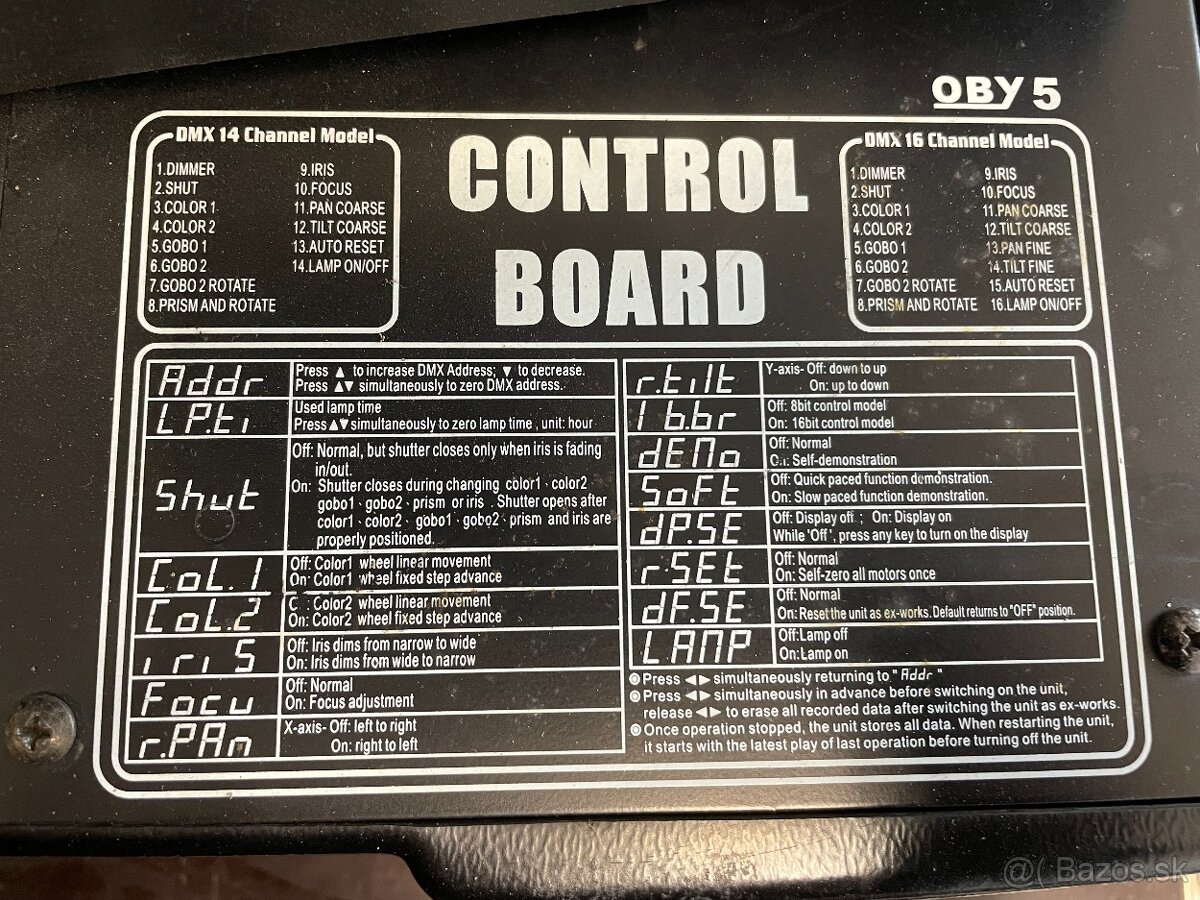 OBY 5
DMX 14 Channel Model
1.DIMMER 9.IRIS
2.SHUT 10.FOCUS
3.COLOR 1 11.PAN COARSE
4.COLOR 2 12.TILT COARSE
5.GOBO 1 13.AUTO RESET
6.GOBO 2 14.LAMP ON/OFF
7.GOBO 2 ROTATE
8.PRISM AND ROTATE
CONTROL
BOARD
DMX 16 Channel Model
1.DIMMER 9.IRIS
2.SHUT 10.FOCUS
3.COLOR 1 11.PAN COARSE
4.COLOR 2 12.TILT COARSE
5.GOBO 1 13.PAN FINE
6.GOBO 2 14.TILT FINE
7.GOBO 2 ROTATE 15.AUTO RESET
8.PRISM AND ROTATE 16.LAMP ON/OFF
Addr
Press ▲ to increase DMX Address; ▼ to decrease.
Press ▲▼ simultaneously to zero DMX address.
LP.ti
Used lamp time
Press▲▼simultaneously to zero lamp time , unit: hour
Shut
Off: Normal, but shutter closes only when iris is fading
in/out.
On: Shutter closes during changing color1、color2
gobo1、gobo2、prism or iris . Shutter opens after
color1、color2、gobo1、gobo2、prism and iris are
properly positioned.
CoL.1
Off: Color1 wheel linear movement
On: Color1 wheel fixed step advance
CoL.2
: Color2 wheel linear movement
On: Color2 wheel fixed step advance
iriS
Off: Iris dims from narrow to wide
On: Iris dims from wide to narrow
Focu
Off: Normal
On: Focus adjustment
r.PAn
X-axis- Off: left to right
On: right to left
r.tilt
Y-axis- Off: down to up
On: up to down
16.br
Off: 8bit control model
On: 16bit control model
dEMo
Off: Normal
On: Self-demonstration
SoFt
Off: Quick paced function demonstration.
On: Slow paced function demonstration.
dP.SE
Off: Display off ; On: Display on
While 'Off', press any key to turn on the display
rSEt
Off: Normal
On: Self-zero all motors once
dF.SE
Off: Normal
On: Reset the unit as ex-works. Default returns to "OFF" position.
LAMP
Off:Lamp off
On:Lamp on
◎Press ◀▶simultaneously returning to "Addr"
◎Press ◀▶simultaneously in advance before switching on the unit,
release ◀▶ to erase all recorded data after switching the unit as ex-works.
◎Once operation stopped, the unit stores all data. When restarting the unit,
it starts with the latest play of last operation before turning off the unit.
@( Bazos.sk